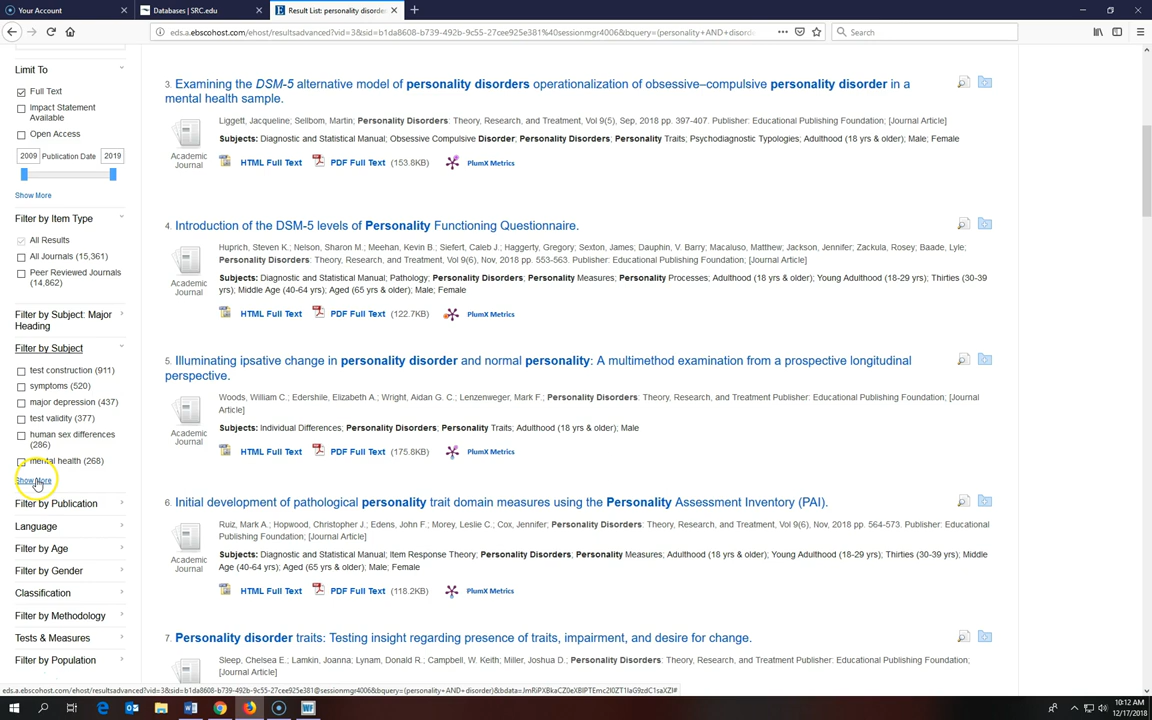 Your Account
Databases | SRC.edu
Result List: personality disorde
eds.a.ebscohost.com/ehost/resultsadvanced?vid=3&sid=b1da8608-b739-492b-9c55-27cee925e381%40sessionmgr4006&bquery=(personality+AND+disord
Search
Limit To
Full Text
Impact Statement
Available
Open Access
2009 Publication Date 2019
Show More
Filter by Item Type
All Results
All Journals (15,361)
Peer Reviewed Journals
(14,862)
Filter by Subject: Major
Heading
Filter by Subject
test construction (911)
symptoms (520)
major depression (437)
test validity (377)
human sex differences
(286)
mental health (268)
Show More
Filter by Publication
Language
Filter by Age
Filter by Gender
Classification
Filter by Methodology
Tests & Measures
Filter by Population
3. Examining the DSM-5 alternative model of personality disorders operationalization of obsessive–compulsive personality disorder in a
mental health sample.
Liggett, Jacqueline; Sellbom, Martin; Personality Disorders: Theory, Research, and Treatment, Vol 9(5), Sep, 2018 pp. 397-407. Publisher: Educational Publishing Foundation; [Journal Article]
Subjects: Diagnostic and Statistical Manual; Obsessive Compulsive Disorder; Personality Disorders; Personality Traits; Psychodiagnostic Typologies; Adulthood (18 yrs & older); Male; Female
Academic
Journal
HTML Full Text PDF Full Text (153.8KB) PlumX Metrics
4. Introduction of the DSM-5 levels of Personality Functioning Questionnaire.
Huprich, Steven K.; Nelson, Sharon M.; Meehan, Kevin B.; Siefert, Caleb J.; Haggerty, Gregory; Sexton, James; Dauphin, V. Barry; Macaluso, Matthew; Jackson, Jennifer; Zackula, Rosey; Baade, Lyle;
Personality Disorders: Theory, Research, and Treatment, Vol 9(6), Nov, 2018 pp. 553-563. Publisher: Educational Publishing Foundation; [Journal Article]
Subjects: Diagnostic and Statistical Manual; Pathology; Personality Disorders; Personality Measures; Personality Processes; Adulthood (18 yrs & older); Young Adulthood (18-29 yrs); Thirties (30-39
yrs); Middle Age (40-64 yrs); Aged (65 yrs & older); Male; Female
Academic
Journal
HTML Full Text PDF Full Text (122.7KB) PlumX Metrics
5. Illuminating ipsative change in personality disorder and normal personality: A multimethod examination from a prospective longitudinal
perspective.
Woods, William C.; Edershile, Elizabeth A.; Wright, Aidan G. C.; Lenzenweger, Mark F.; Personality Disorders: Theory, Research, and Treatment Publisher: Educational Publishing Foundation; [Journal
Article]
Subjects: Individual Differences; Personality Disorders; Personality Traits; Adulthood (18 yrs & older); Male
Academic
Journal
HTML Full Text PDF Full Text (175.8KB) PlumX Metrics
6. Initial development of pathological personality trait domain measures using the Personality Assessment Inventory (PAI).
Ruiz, Mark A.; Hopwood, Christopher J.; Edens, John F.; Morey, Leslie C.; Cox, Jennifer; Personality Disorders: Theory, Research, and Treatment, Vol 9(6), Nov, 2018 pp. 564-573. Publisher: Educational
Publishing Foundation; [Journal Article]
Subjects: Diagnostic and Statistical Manual; Item Response Theory; Personality Disorders; Personality Measures; Adulthood (18 yrs & older); Young Adulthood (18-29 yrs); Thirties (30-39 yrs); Middle
Age (40-64 yrs); Aged (65 yrs & older); Male; Female
Academic
Journal
HTML Full Text PDF Full Text (118.2KB) PlumX Metrics
7. Personality disorder traits: Testing insight regarding presence of traits, impairment, and desire for change.
Sleep, Chelsea E.; Lamkin, Joanna; Lynam, Donald R.; Campbell, W. Keith; Miller, Joshua D.; Personality Disorders: Theory, Research, and Treatment Publisher: Educational Publishing Foundation;
[Journal Article]
10:12 AM
12/17/2018